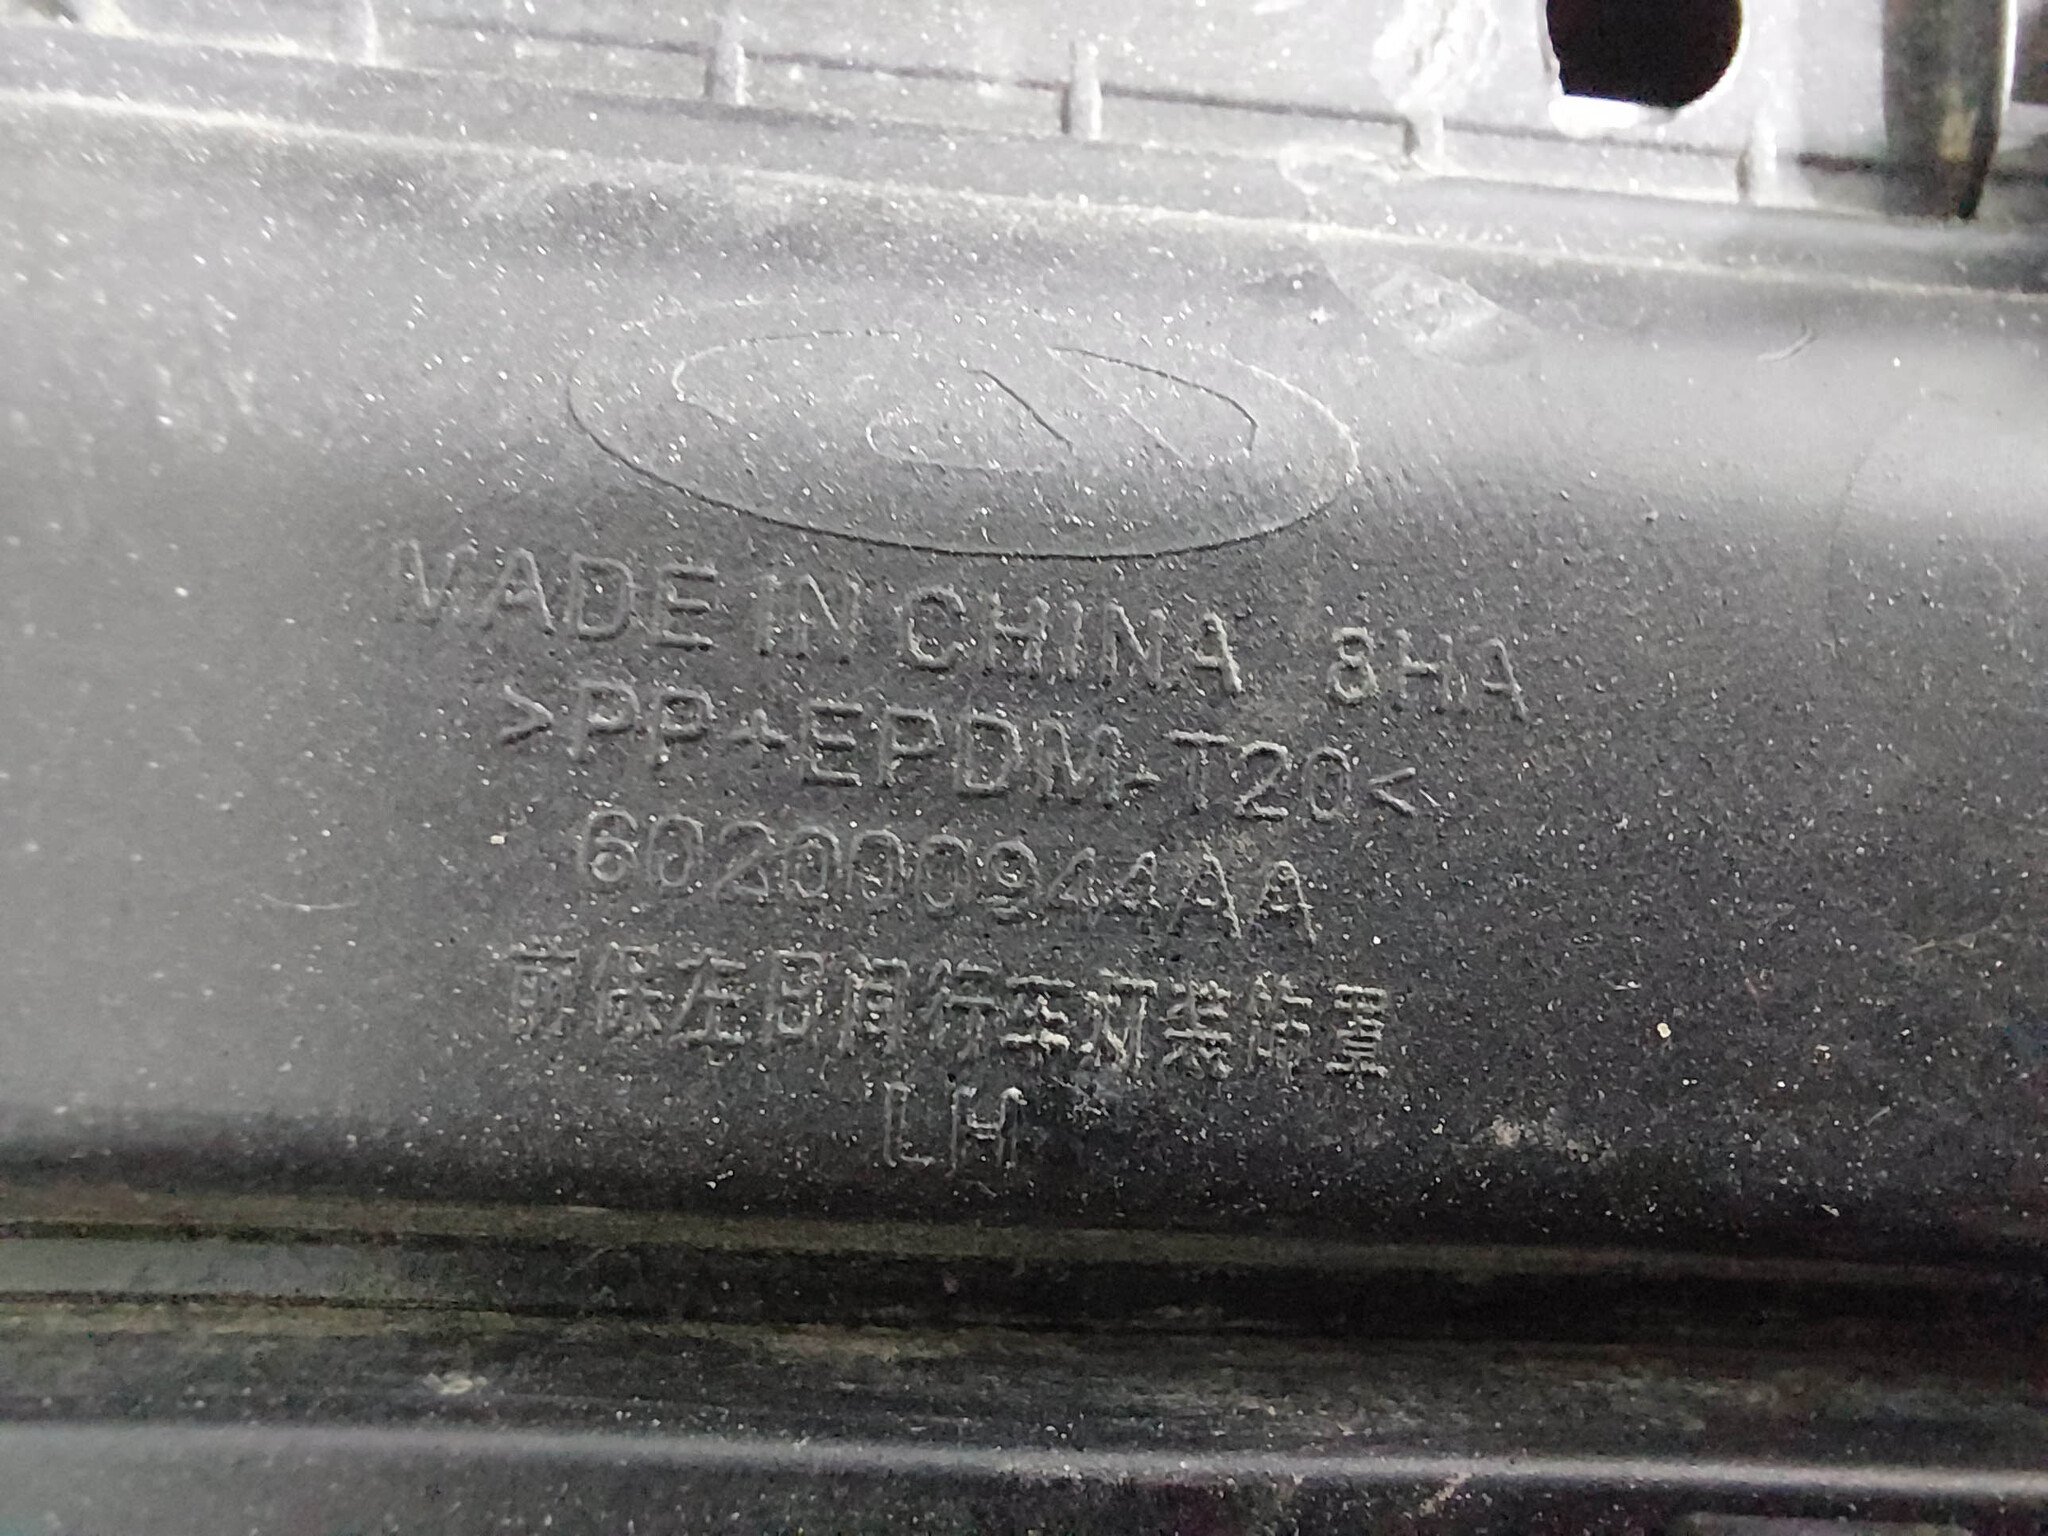 MADE IN CHINA 8HA
>PP+EPDM-T20<
602000944AA
前保左日间行车灯装饰罩
LH